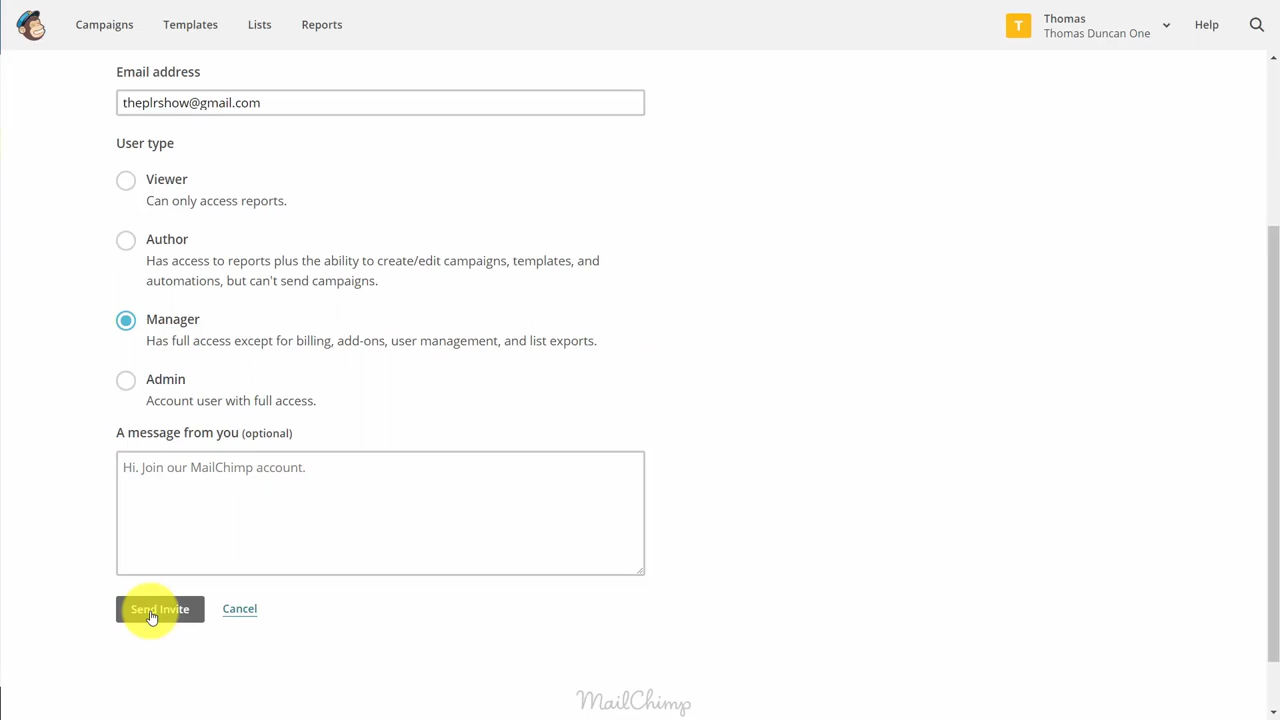 Campaigns Templates Lists Reports
T
Thomas
Thomas Duncan One
Help
Email address
theplrshow@gmail.com
User type
Viewer
Can only access reports.
Author
Has access to reports plus the ability to create/edit campaigns, templates, and
automations, but can't send campaigns.
Manager
Has full access except for billing, add-ons, user management, and list exports.
Admin
Account user with full access.
A message from you (optional)
Hi. Join our MailChimp account.
Send Invite Cancel
MailChimp